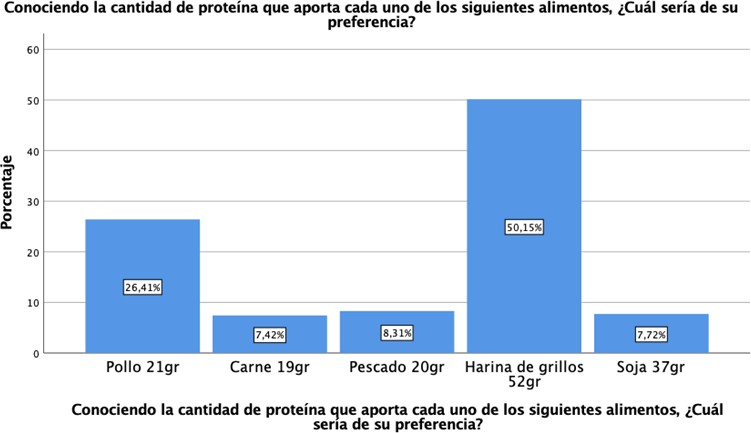 Conociendo la cantidad de proteína que aporta cada uno de los siguientes alimentos, ¿Cuál sería de su
preferencia?
60
50
40
30
20
10
0
Porcentaje
26,41%
7,42%
8,31%
50,15%
7,72%
Pollo 21gr
Carne 19gr
Pescado 20gr
Harina de grillos
52gr
Soja 37gr
Conociendo la cantidad de proteína que aporta cada uno de los siguientes alimentos, ¿Cuál
sería de su preferencia?